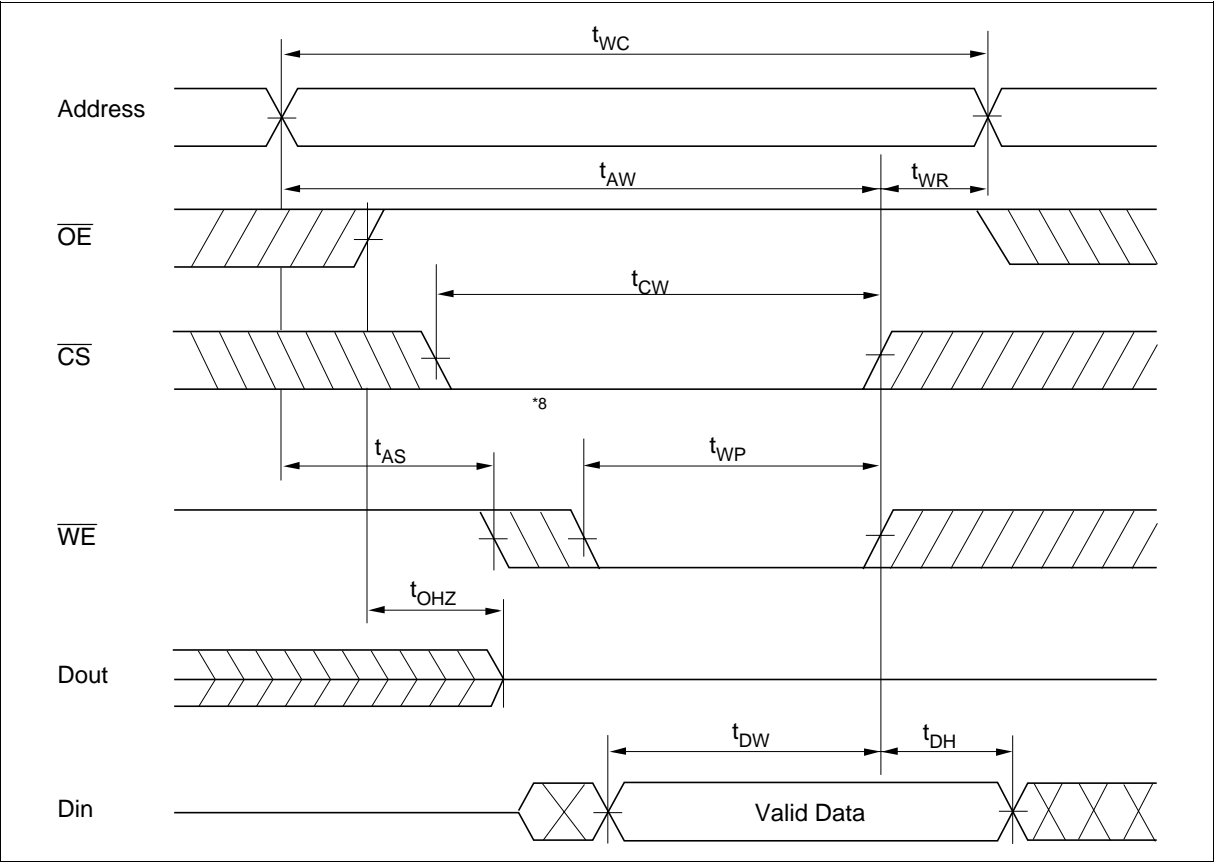 tWC
Address
tAW
tWR
OE
tCW
CS
*8
tAS
tWP
WE
tOHZ
Dout
tDW
tDH
Din
Valid Data